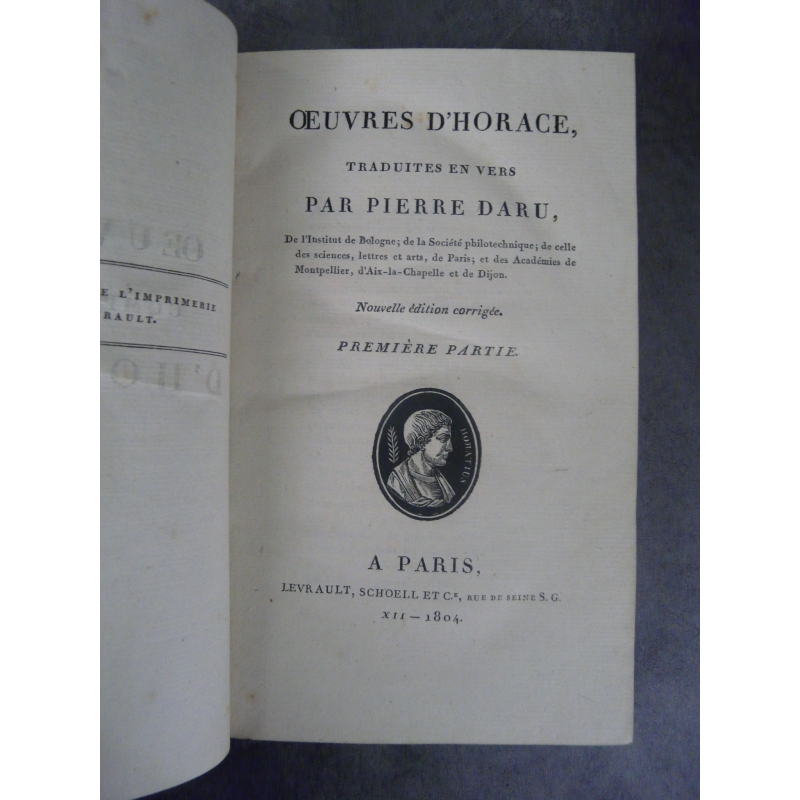 OE U V
E L'IMPRIMERIE
RAULT.
D'HO
ŒUVRES D'HORACE,
TRADUITES EN VERS
PAR PIERRE DARU,
De l'Institut de Bologne; de la Société philotechnique; de celle
des sciences, lettres et arts, de Paris; et des Académies de
Montpellier, d'Aix-la-Chapelle et de Dijon.
Nouvelle édition corrigée.
PREMIÈRE PARTIE.
HORATIUS
A PARIS,
LEVRAULT, SCHOELL ET C.E, RUE DE SEINE S. G.
XII — 1804.